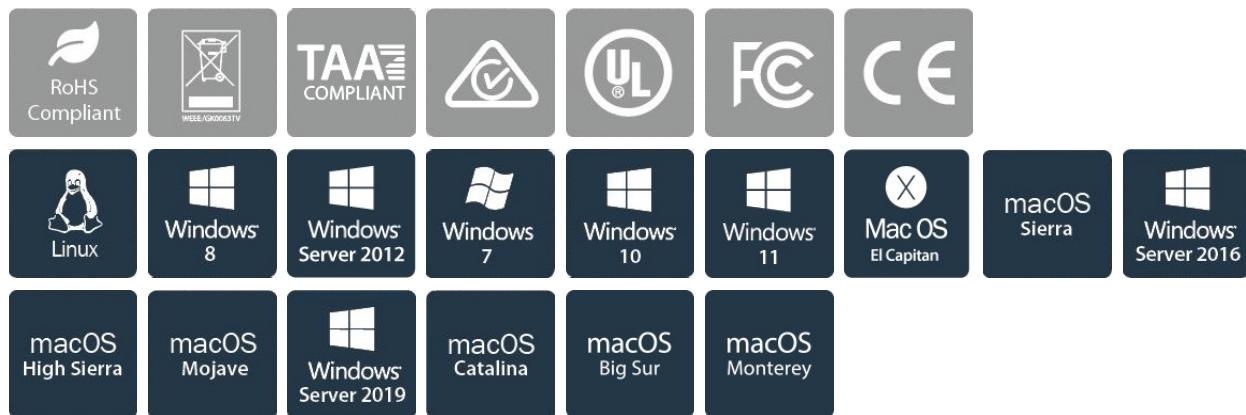 RoHS
Compliant
WEEE/GK0063TV
TAA
COMPLIANT
UL
®
FC
CE
Linux
Windows
8
Windows
Server 2012
Windows
7
Windows
10
Windows
11
X
Mac OS
El Capitan
macOS
Sierra
Windows
Server 2016
macOS
High Sierra
macOS
Mojave
Windows
Server 2019
macOS
Catalina
macOS
Big Sur
macOS
Monterey